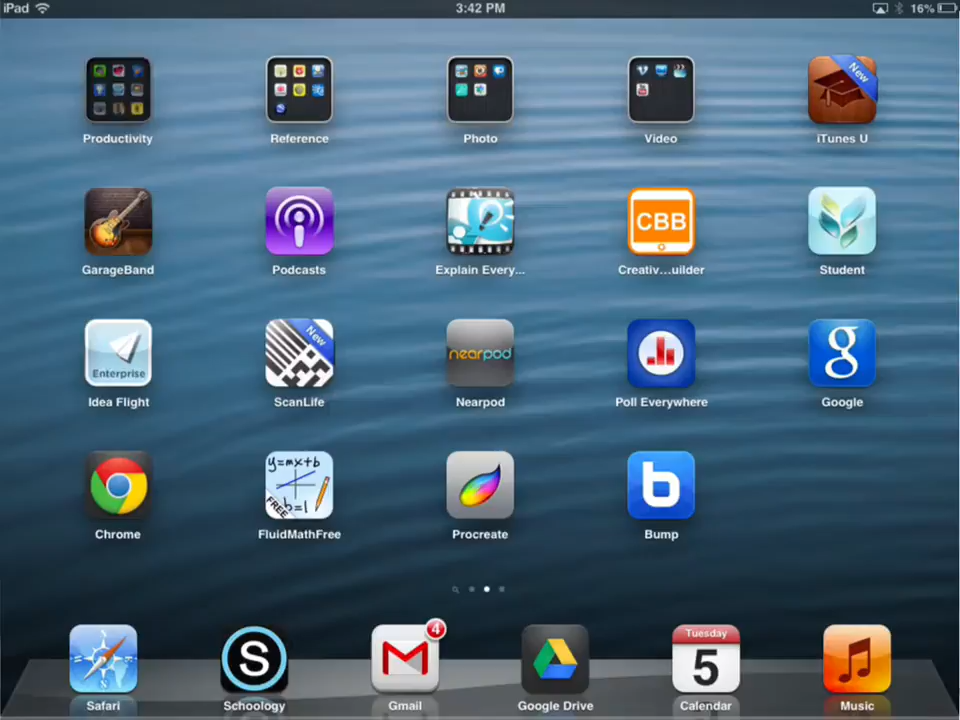 iPad 3:42 PM 16%
New
Productivity Reference Photo Video iTunes U
CBB
GarageBand Podcasts Explain Every... Creativ...uilder Student
Enterprise New nearpod g
Idea Flight ScanLife Nearpod Poll Everywhere Google
y=mx+b
b=1
FREE
b
Chrome FluidMathFree Procreate Bump
4
Tuesday
S 5
Safari Schoology Gmail Google Drive Calendar Music